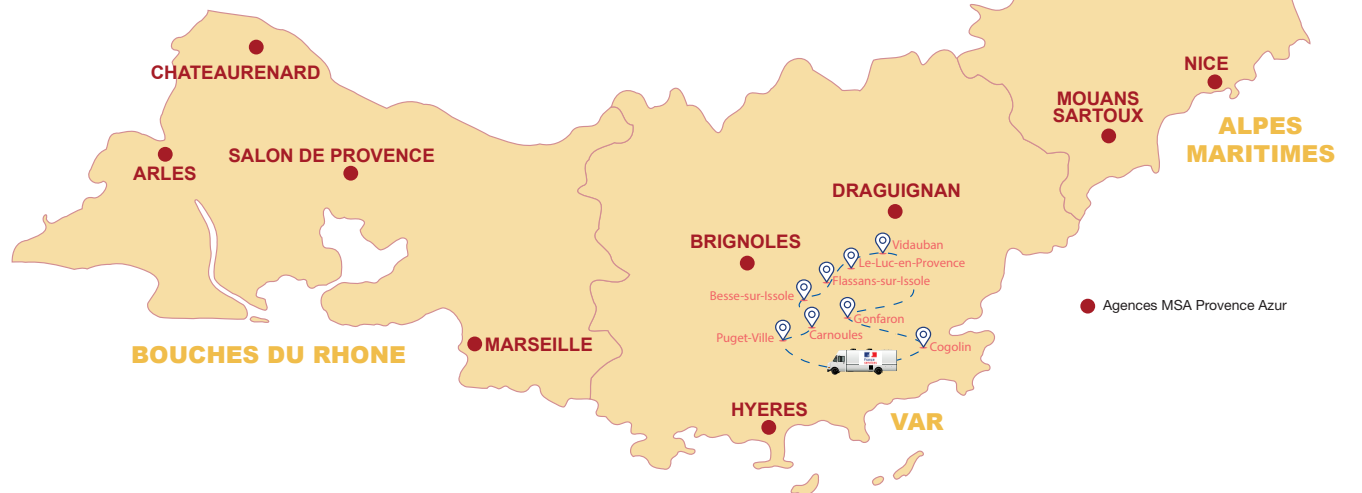 CHATEAURENARD
ARLES
SALON DE PROVENCE
MARSEILLE
BOUCHES DU RHONE
NICE
MOUANS
SARTOUX
ALPES
MARITIMES
DRAGUIGNAN
BRIGNOLES
Vidauban
Le-Luc-en-Provence
Flassans-sur-Issole
Besse-sur-Issole
Gonfaron
Carnoules
Puget-Ville
Cogolin
HYERES
VAR
Agences MSA Provence Azur